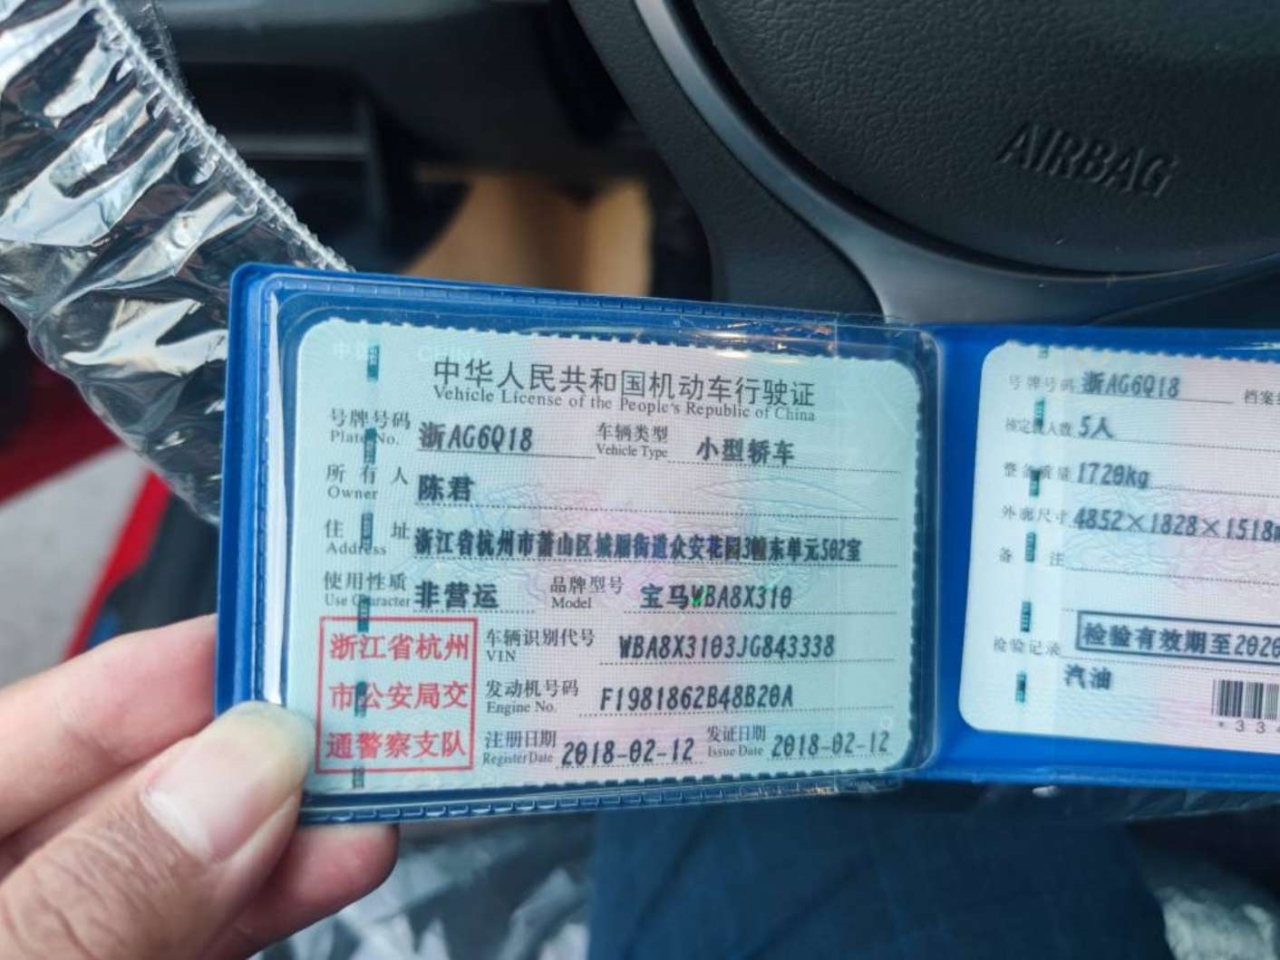 AIRBAG
中华人民共和国机动车行驶证
Vehicle License of the People's Republic of China
号牌号码 浙AG6Q18 车辆类型 小型轿车
Plate No. Vehicle Type
所有人 陈君
Owner
住址 浙江省杭州市萧山区城厢街道众安花园3幢东单元502室
Address
使用性质 非营运 品牌型号 宝马WBA8X310
Use Character Model
浙江省杭州
市公安局交
通警察支队
车辆识别代号 WBA8X3103JG843338
VIN
发动机号码 F1981862B48B20A
Engine No.
注册日期 2018-02-12 发证日期 2018-02-12
Register Date Issue Date
号牌号码 浙AG6Q18 档案
核定载人数 5人
整备质量 1720kg
外廓尺寸 4852×1828×1518
备注
检验记录 检验有效期至2020
汽油
*33